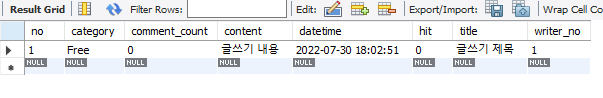 Result Grid Filter Rows: Edit: Export/Import: Wrap Cell Co
no category comment_count content datetime hit title writer_no
1 Free 0 글쓰기 내용 2022-07-30 18:02:51 0 글쓰기 제목 1
NULL NULL NULL NULL NULL NULL NULL NULL